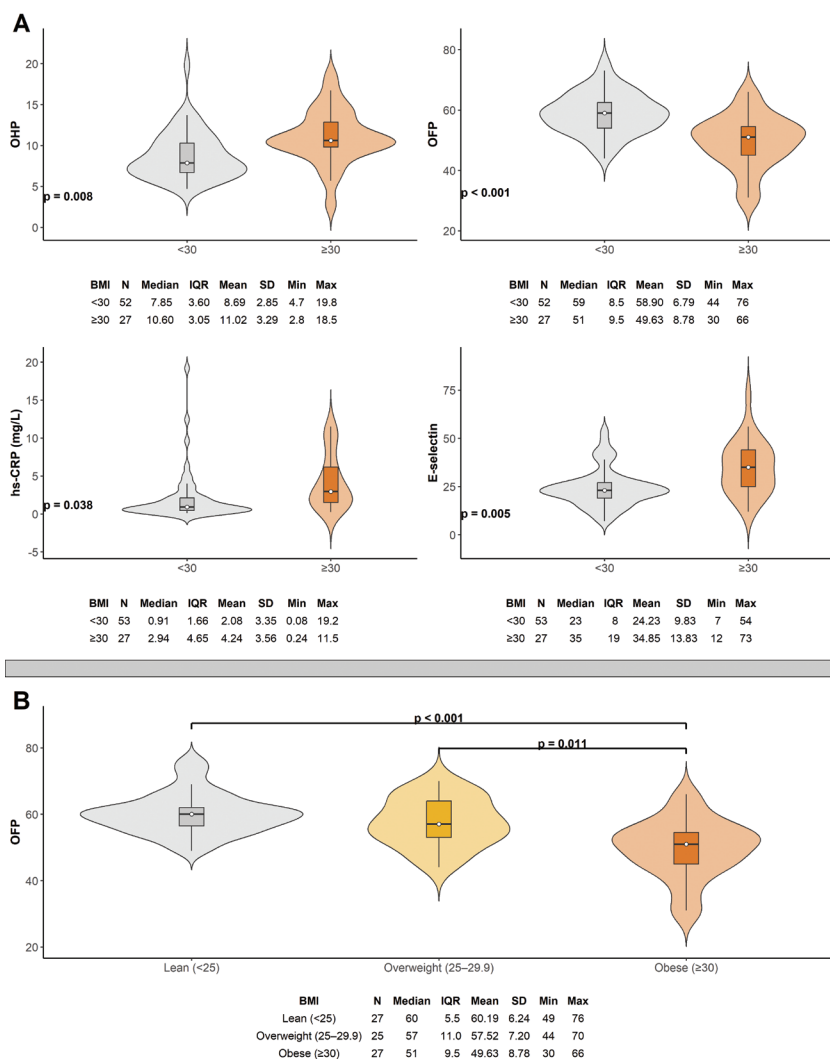 A
OHP
20
15
10
5
0
p = 0.008
<30
≥30
BMI N Median IQR Mean SD Min Max
<30 52 7.85 3.60 8.69 2.85 4.7 19.8
≥30 27 10.60 3.05 11.02 3.29 2.8 18.5
OFP
80
60
40
20
p < 0.001
<30
≥30
BMI N Median IQR Mean SD Min Max
<30 52 59 8.5 58.90 6.79 44 76
≥30 27 51 9.5 49.63 8.78 30 66
hs-CRP (mg/L)
20
15
10
5
0
-5
p = 0.038
<30
≥30
BMI N Median IQR Mean SD Min Max
<30 53 0.91 1.66 2.08 3.35 0.08 19.2
≥30 27 2.94 4.65 4.24 3.56 0.24 11.5
E-selectin
75
50
25
0
p = 0.005
<30
≥30
BMI N Median IQR Mean SD Min Max
<30 53 23 8 24.23 9.83 7 54
≥30 27 35 19 34.85 13.83 12 73
B
OFP
80
60
40
20
p < 0.001
p = 0.011
Lean (<25)
Overweight (25–29.9)
Obese (≥30)
BMI N Median IQR Mean SD Min Max
Lean (<25) 27 60 5.5 60.19 6.24 49 76
Overweight (25–29.9) 25 57 11.0 57.52 7.20 44 70
Obese (≥30) 27 51 9.5 49.63 8.78 30 66